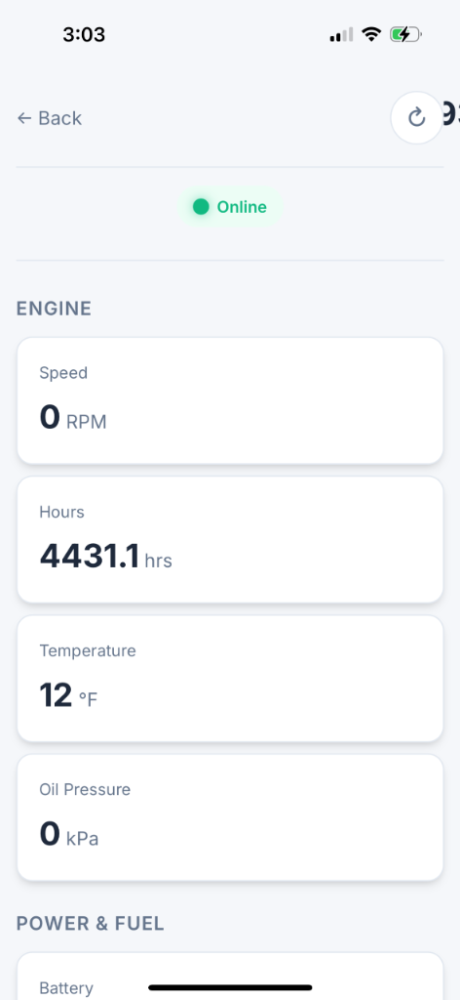 3:03
← Back
Online
ENGINE
Speed
0 RPM
Hours
4431.1 hrs
Temperature
12 °F
Oil Pressure
0 kPa
POWER & FUEL
Battery